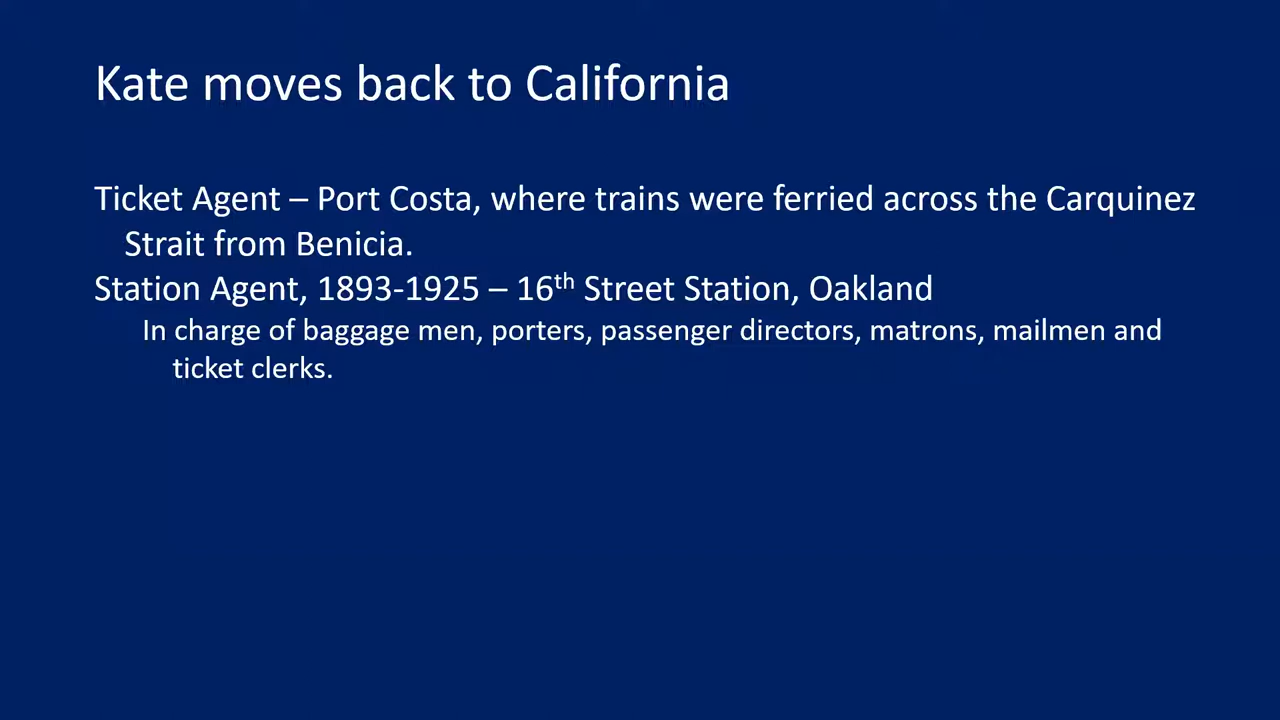 Kate moves back to California
Ticket Agent – Port Costa, where trains were ferried across the Carquinez
Strait from Benicia.
Station Agent, 1893-1925 – 16th Street Station, Oakland
In charge of baggage men, porters, passenger directors, matrons, mailmen and
ticket clerks.